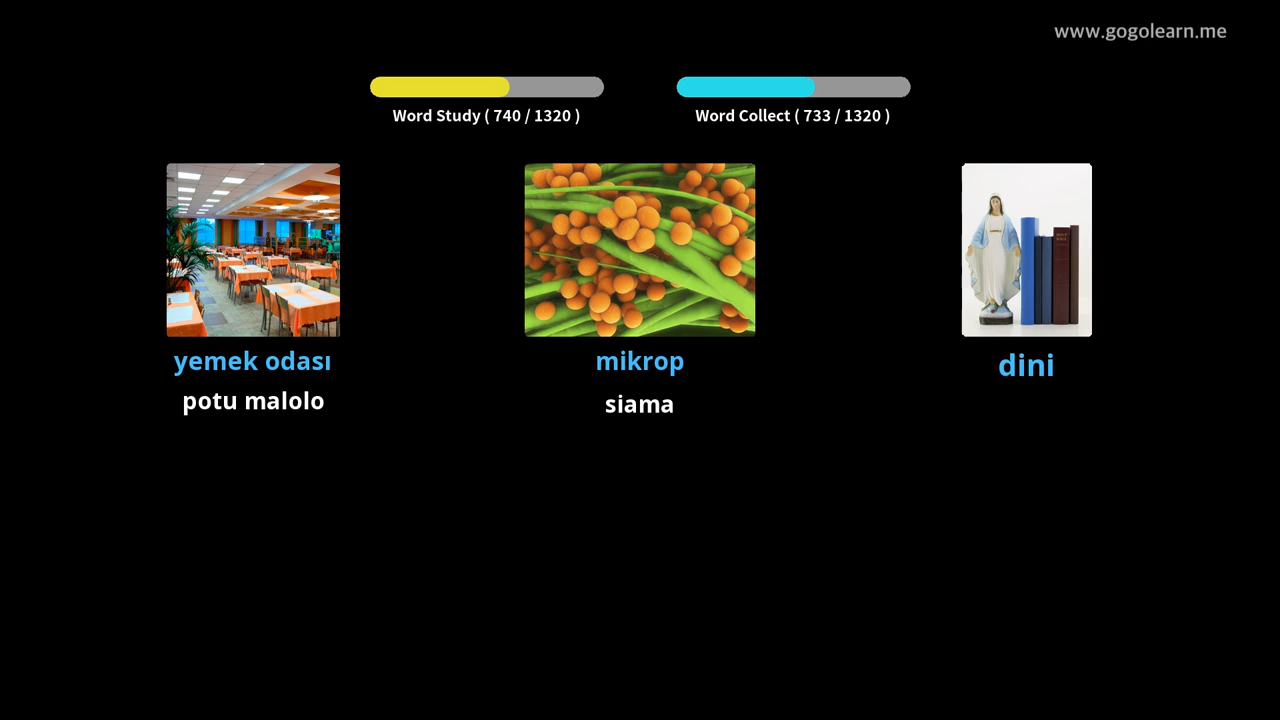 www.gogolearn.me
Word Study ( 740 / 1320 )
Word Collect ( 733 / 1320 )
yemek odası
mikrop
dini
potu malolo
siama